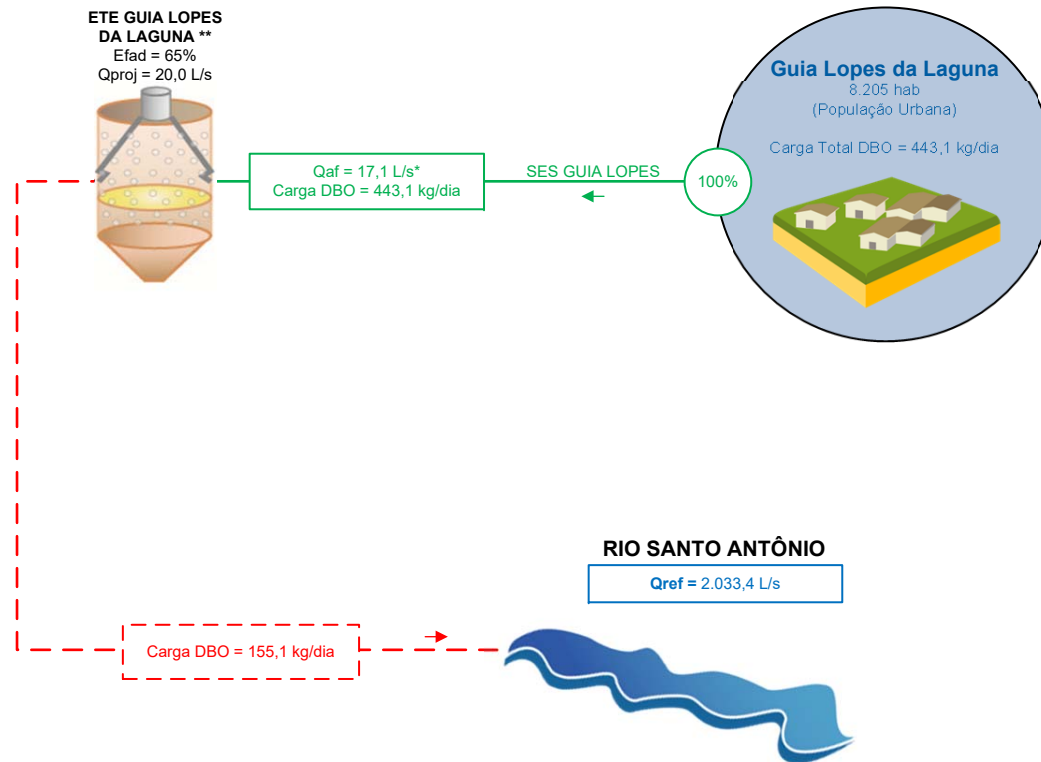 ETE GUIA LOPES
DA LAGUNA **
Efad = 65%
Qproj = 20,0 L/s
Guia Lopes da Laguna
8.205 hab
(População Urbana)
Carga Total DBO = 443,1 kg/dia
Qaf = 17,1 L/s*
Carga DBO = 443,1 kg/dia
SES GUIA LOPES
100%
RIO SANTO ANTÔNIO
Qref = 2.033,4 L/s
Carga DBO = 155,1 kg/dia